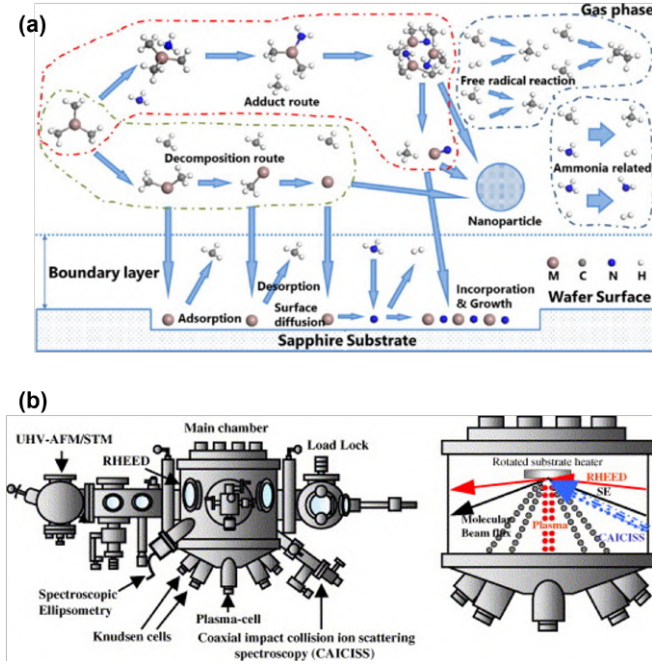 (a)
Gas phase
Adduct route
Free radical reaction
Decomposition route
Ammonia related
Nanoparticle
Boundary layer
M C N H
Desorption
Adsorption
Surface
diffusion
Incorporation
& Growth
Wafer Surface
Sapphire Substrate
(b)
UHV-AFM/STM
Main chamber
RHEED
Load Lock
Spectroscopic
Ellipsometry
Knudsen cells
Plasma-cell
Coaxial impact collision ion scattering
spectroscopy (CAICISS)
Rotated substrate heater
RHEED
SE
Molecular
Beam flux
Plasma
CAICISS